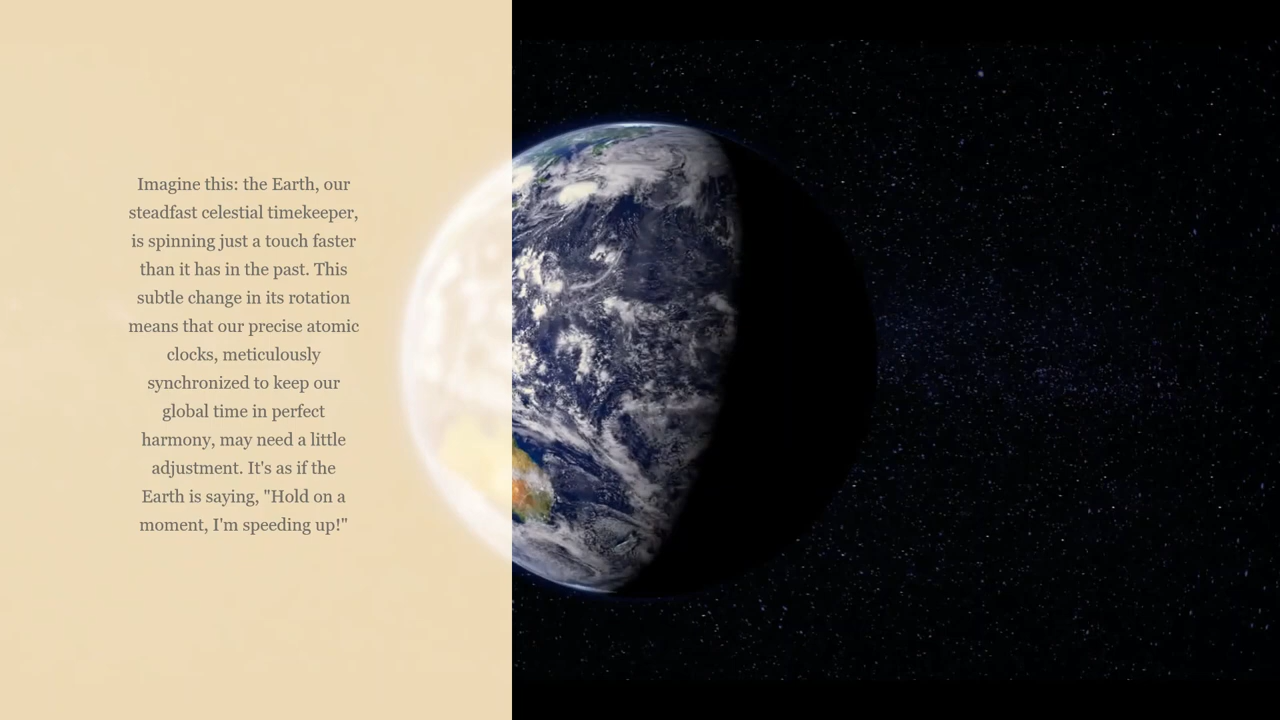 Imagine this: the Earth, our
steadfast celestial timekeeper,
is spinning just a touch faster
than it has in the past. This
subtle change in its rotation
means that our precise atomic
clocks, meticulously
synchronized to keep our
global time in perfect
harmony, may need a little
adjustment. It's as if the
Earth is saying, "Hold on a
moment, I'm speeding up!"